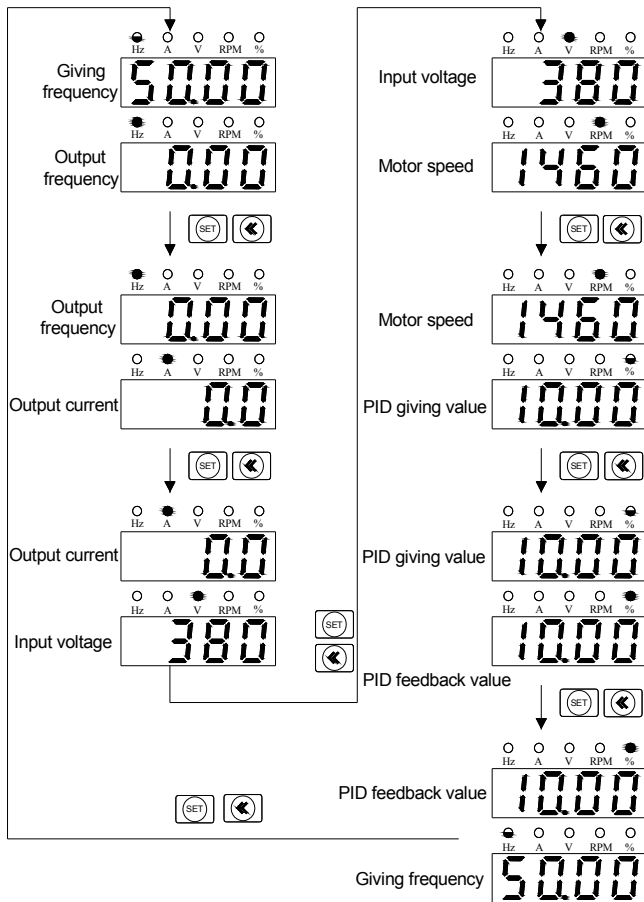 Hz A V RPM %
Giving frequency
50.00
Hz A V RPM %
Output frequency
0.00
SET
Hz A V RPM %
Output frequency
0.00
Hz A V RPM %
Output current
0.0
SET
Hz A V RPM %
Output current
0.0
Hz A V RPM %
Input voltage
380
SET
Hz A V RPM %
Input voltage
380
Hz A V RPM %
Motor speed
1460
SET
Hz A V RPM %
Motor speed
1460
Hz A V RPM %
PID giving value
10.00
SET
Hz A V RPM %
PID giving value
10.00
Hz A V RPM %
10.00
PID feedback value
SET
Hz A V RPM %
PID feedback value
10.00
SET
Hz A V RPM %
Giving frequency
50.00